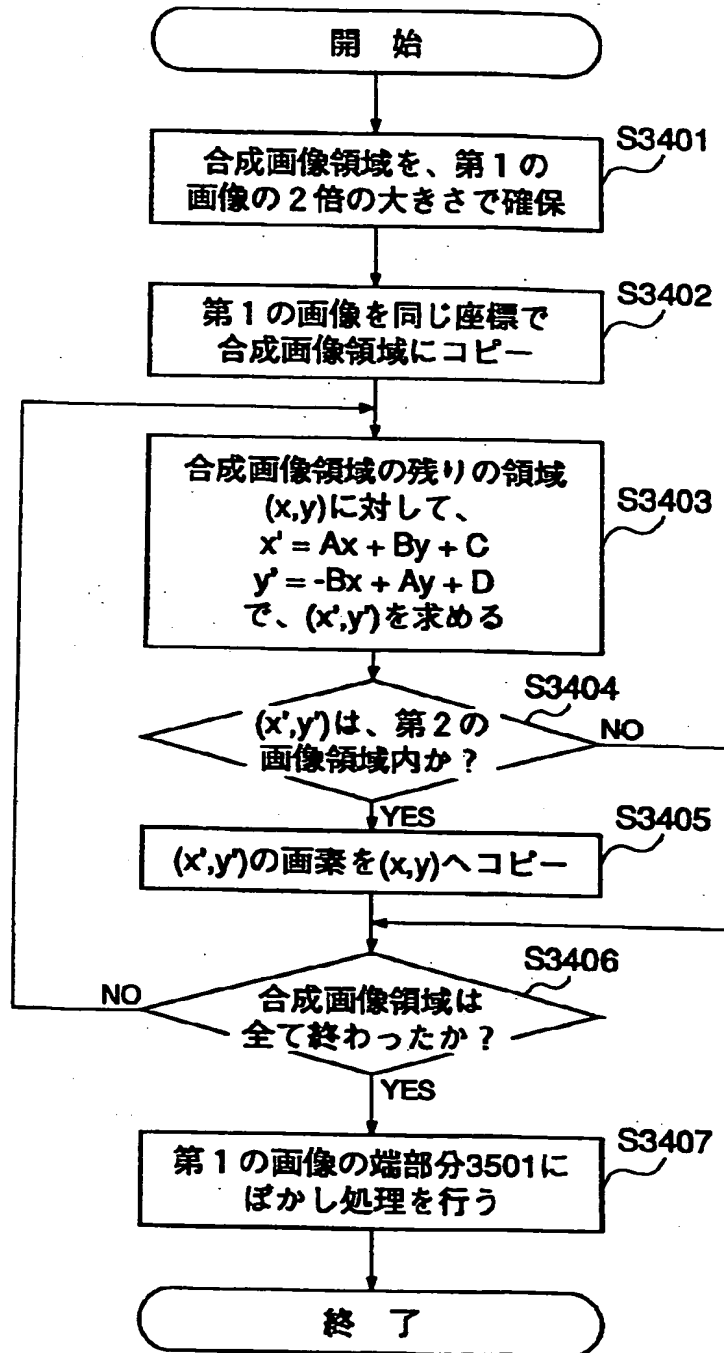 開　始
S3401
合成画像領域を、第１の
画像の２倍の大きさで確保
S3402
第１の画像を同じ座標で
合成画像領域にコピー
S3403
合成画像領域の残りの領域
(x,y)に対して、
x' = Ax + By + C
y' = -Bx + Ay + D
で、(x',y')を求める
S3404
(x',y')は、第２の
画像領域内か？
NO
YES
S3405
(x',y')の画素を(x,y)へコピー
S3406
NO
合成画像領域は
全て終わったか？
YES
S3407
第１の画像の端部分3501に
ぼかし処理を行う
終　了